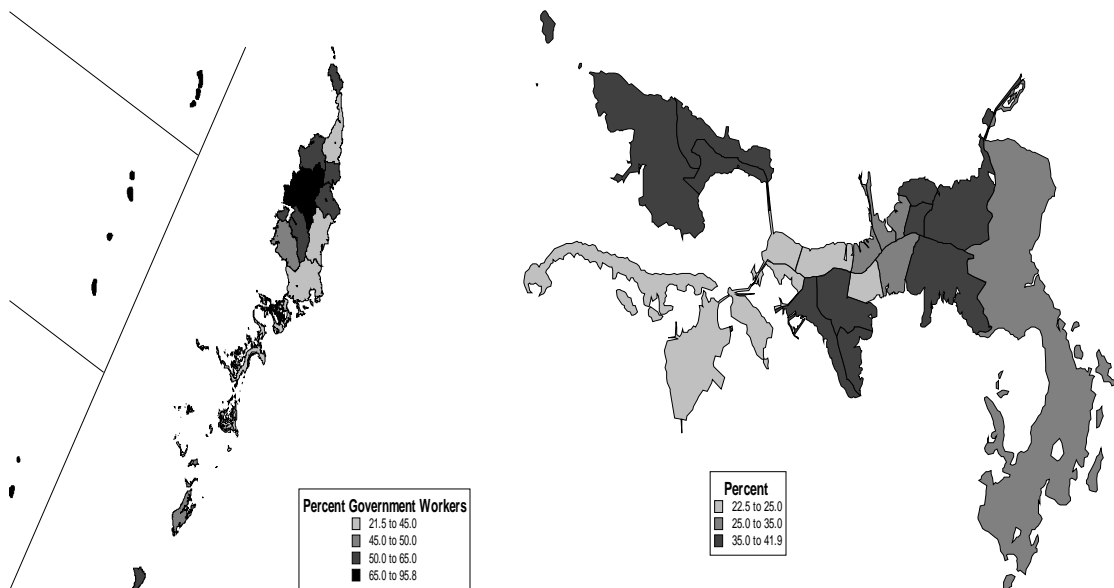 Percent Government Workers
21.5 to 45.0
45.0 to 50.0
50.0 to 65.0
65.0 to 95.8
Percent
22.5 to 25.0
25.0 to 35.0
35.0 to 41.9